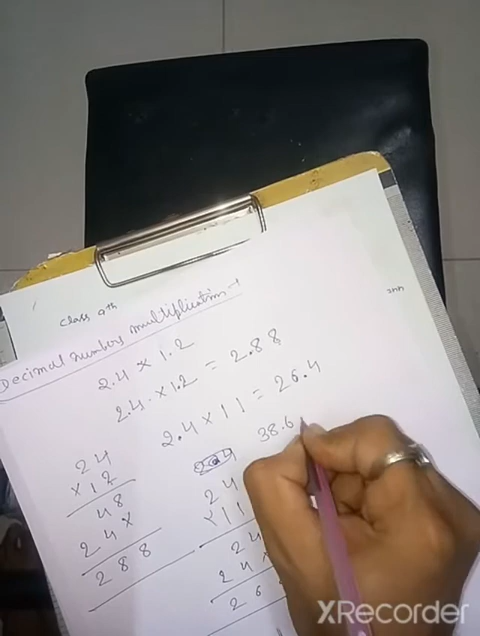 Class 9th
Decimal numbers multiplication →
2.4 × 1.2
2.4 × 1.2 = 2.88
2.4 × 11 = 26.4
38.6
24
× 12
48
24×
288
24
× 11
24
24×
26
XRecorder